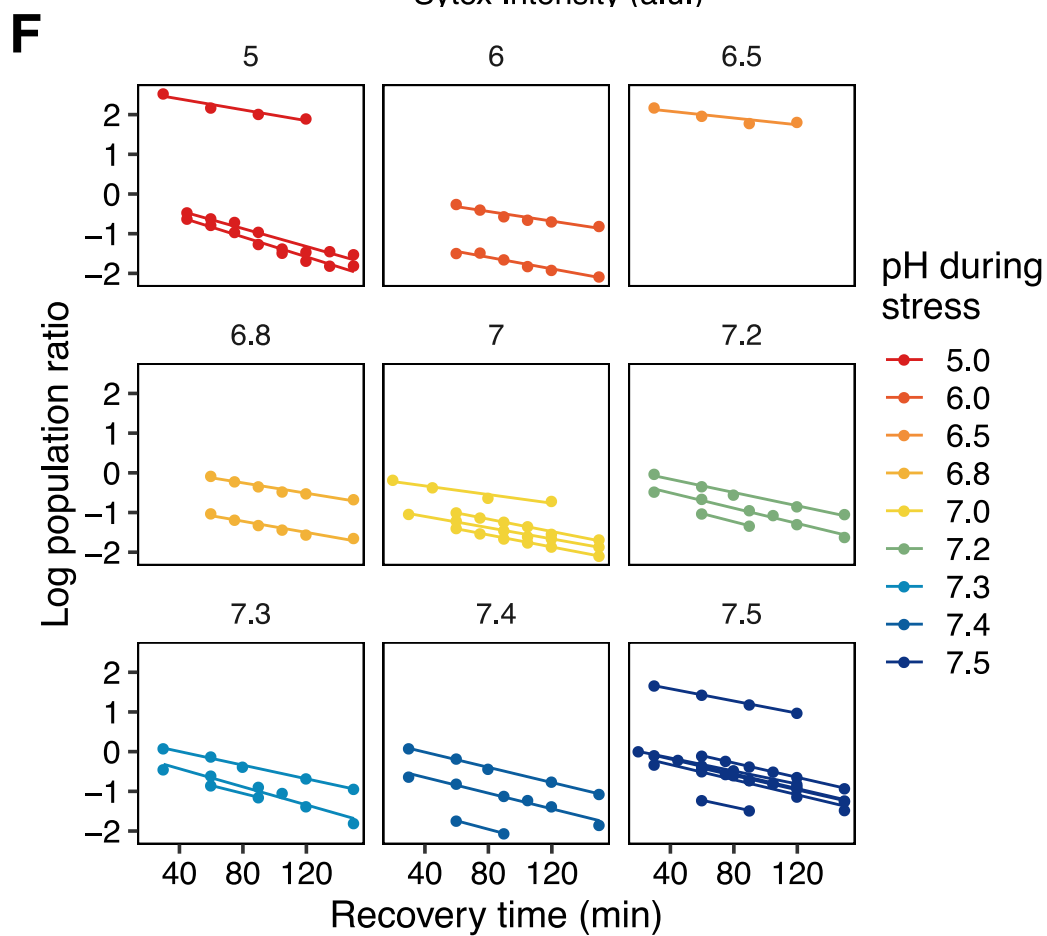 Sytox Intensity (a.u.)
F
5 6 6.5
2
1
0
−1
−2
6.8 7 7.2
2
1
0
−1
−2
7.3 7.4 7.5
2
1
0
−1
−2
40 80 120 40 80 120 40 80 120
Recovery time (min)
Log population ratio
pH during
stress
5.0
6.0
6.5
6.8
7.0
7.2
7.3
7.4
7.5